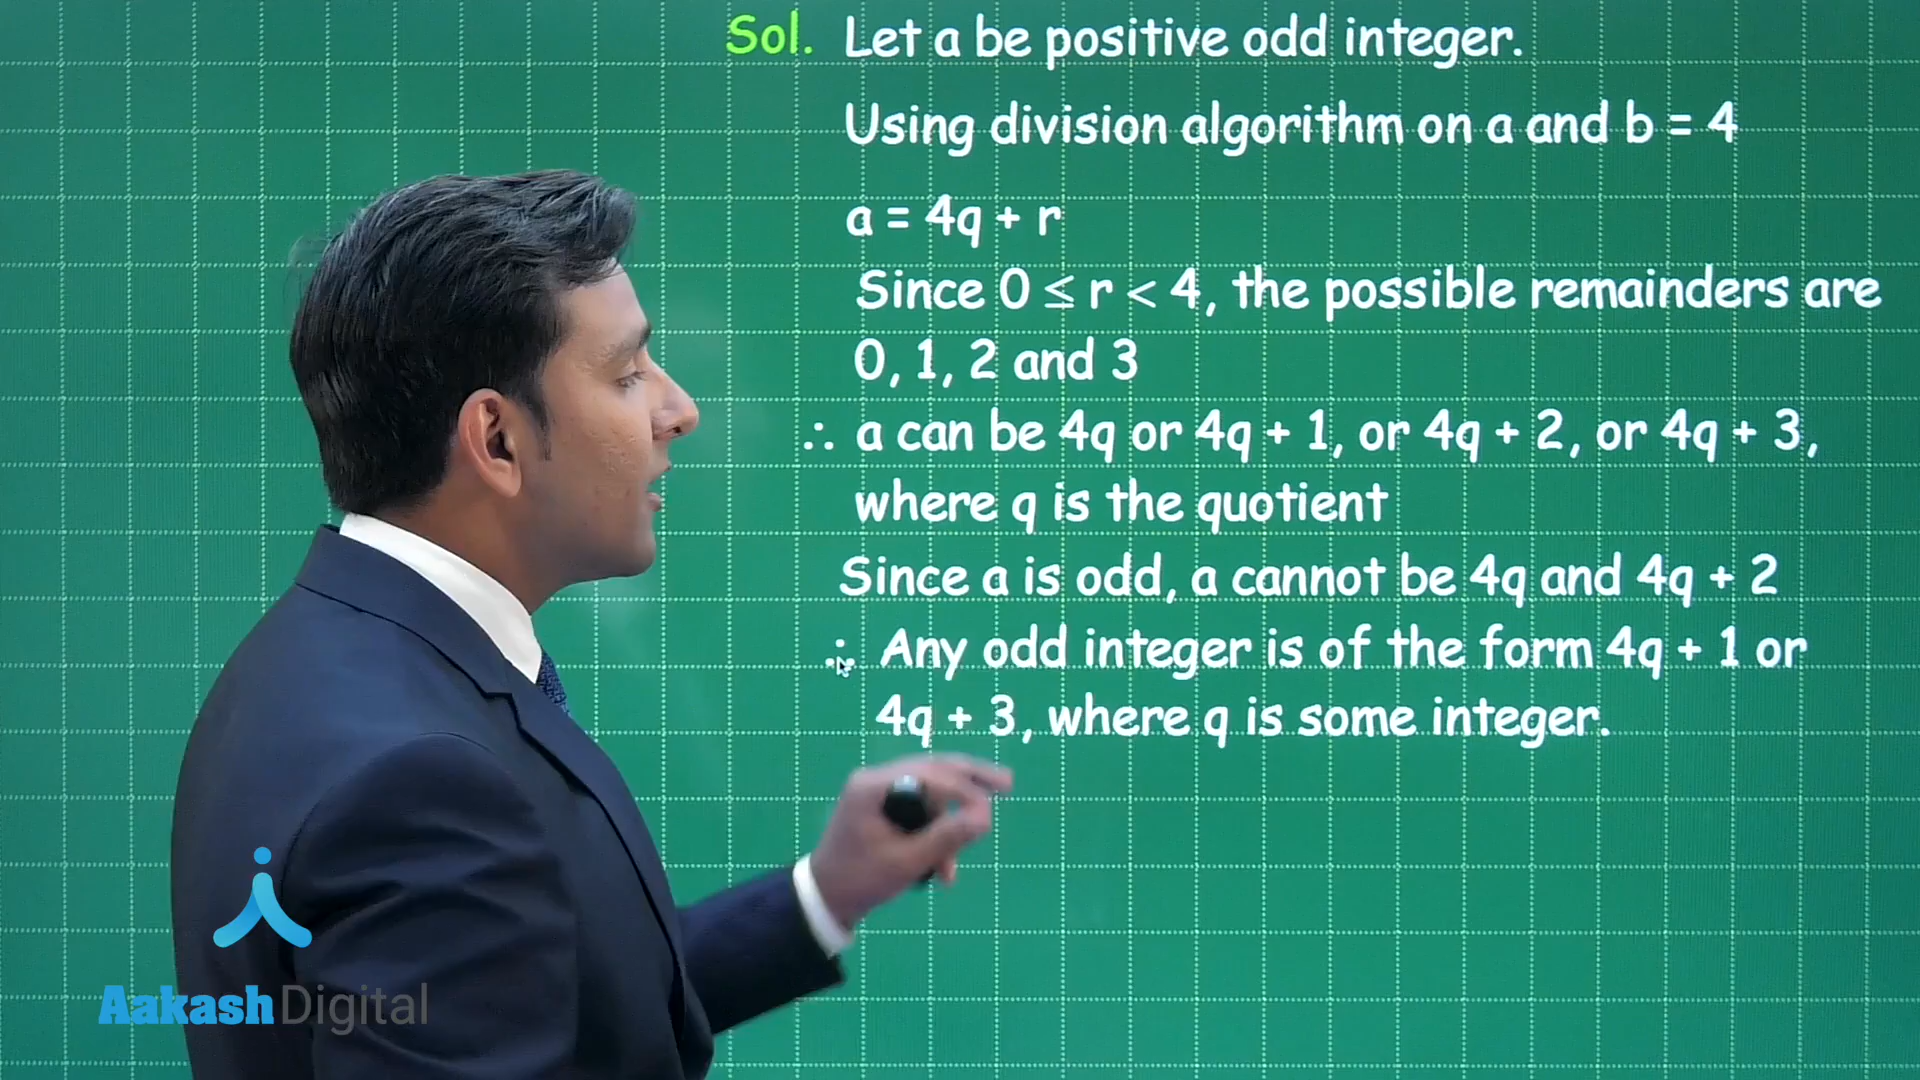 Sol. Let a be positive odd integer.
Using division algorithm on a and b = 4
a = 4q + r
Since 0 ≤ r < 4, the possible remainders are
0, 1, 2 and 3
∴ a can be 4q or 4q + 1, or 4q + 2, or 4q + 3,
where q is the quotient
Since a is odd, a cannot be 4q and 4q + 2
∴ Any odd integer is of the form 4q + 1 or
4q + 3, where q is some integer.
Aakash Digital